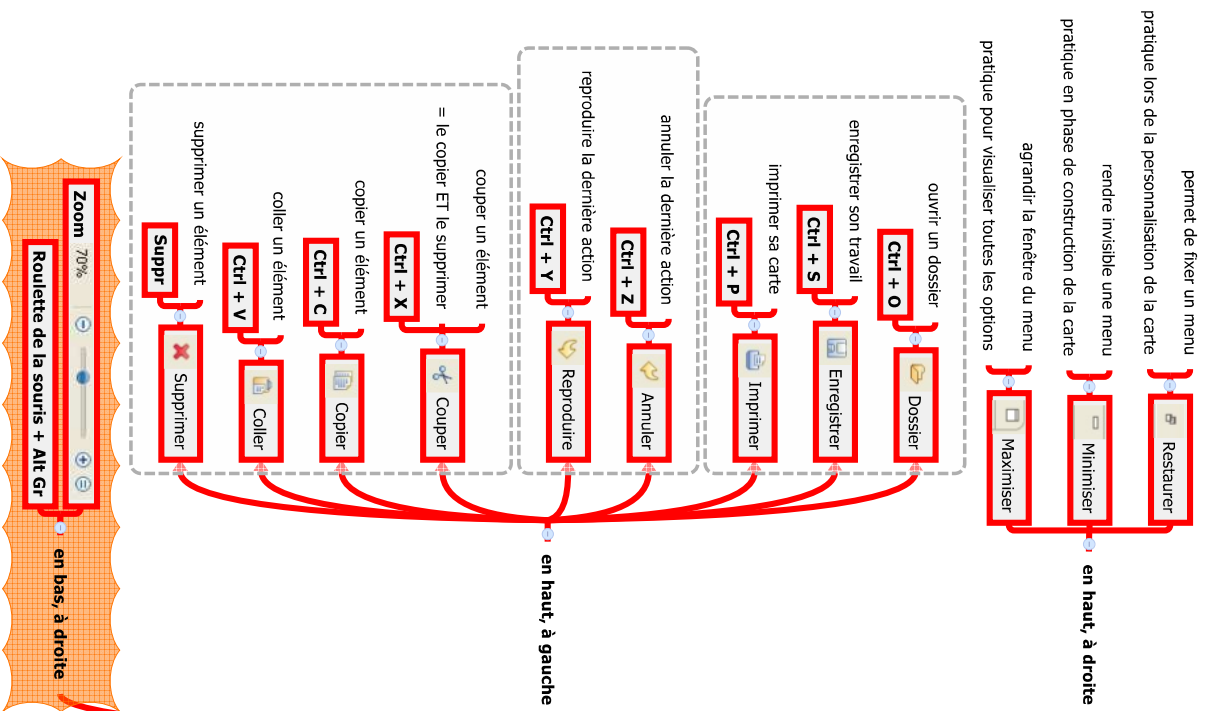 permet de fixer un menu
pratique lors de la personnalisation de la carte
Restaurer
rendre invisible une menu
pratique en phase de construction de la carte
Minimiser
agrandir la fenêtre du menu
pratique pour visualiser toutes les options
Maximiser
en haut, à droite
ouvrir un dossier
Ctrl + O
Dossier
enregistrer son travail
Ctrl + S
Enregistrer
imprimer sa carte
Ctrl + P
Imprimer
annuler la dernière action
Ctrl + Z
Annuler
reproduire la dernière action
Ctrl + Y
Reproduire
couper un élément
= le copier ET le supprimer
Ctrl + X
Couper
copier un élément
Ctrl + C
Copier
coller un élément
Ctrl + V
Coller
supprimer un élément
Suppr
Supprimer
en haut, à gauche
Zoom 70%
Roulette de la souris + Alt Gr
en bas, à droite